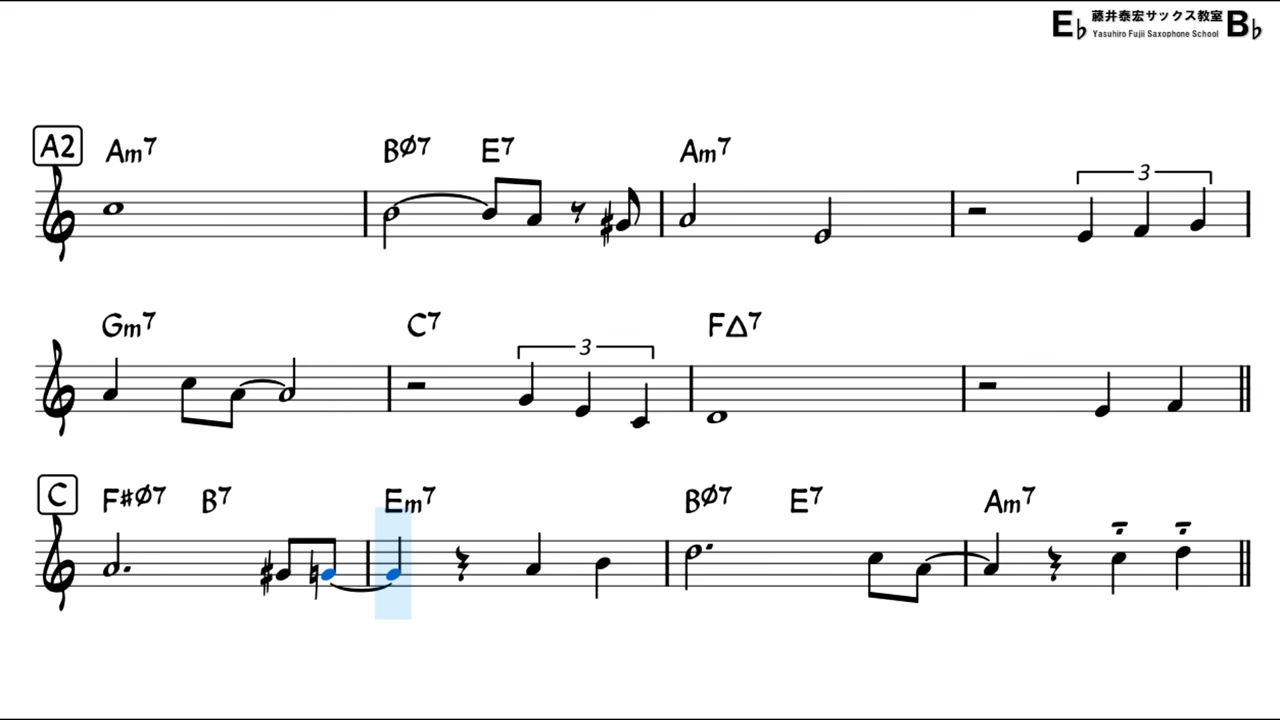 E♭ 藤井泰宏サックス教室 B♭
Yasuhiro Fujii Saxophone School
A2 Am7 BØ7 E7 Am7
3
Gm7 C7 F△7
3
C F#Ø7 B7 Em7 BØ7 E7 Am7